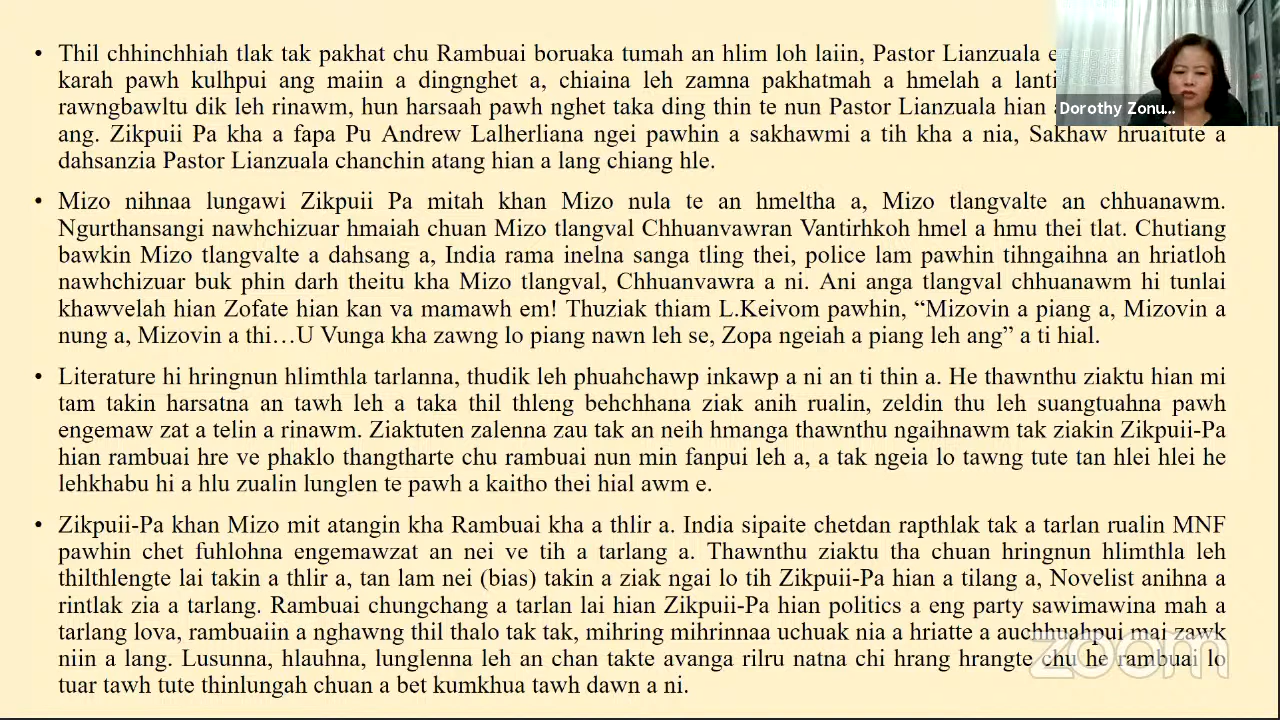 • Thil chhinchhiah tlak tak pakhat chu Rambuai boruaka tumah an hlim loh laiin, Pastor Lianzuala
karah pawh kulhpui ang maiin a dingnghet a, chiaina leh zamna pakhatmah a hmelah a
rawngbawltu dik leh rinawm, hun harsaah pawh nghet taka ding thin te nun Pastor Lianzuala hian
ang. Zikpuii Pa kha a fapa Pu Andrew Lalherliana ngei pawhin a sakhawmi a tih kha a nia, Sakhaw hruaitute a
dahsanzia Pastor Lianzuala chanchin atang hian a lang chiang hle.
• Mizo nihnaa lungawi Zikpuii Pa mitah khan Mizo nula te an hmeltha a, Mizo tlangvalte an chhuanawm.
Ngurthansangi nawhchizuar hmaiah chuan Mizo tlangval Chhuanvawran Vantirhkoh hmel a hmu thei tlat. Chutiang
bawkin Mizo tlangvalte a dahsang a, India rama inelna sanga tling thei, police lam pawhin tihngaihna an hriatloh
nawhchizuar buk phin darh theitu kha Mizo tlangval, Chhuanvawra a ni. Ani anga tlangval chhuanawm hi tunlai
khawvelah hian Zofate hian kan va mamawh em! Thuziak thiam L.Keivom pawhin, “Mizovin a piang a, Mizovin a
nung a, Mizovin a thi…U Vunga kha zawng lo piang nawn leh se, Zopa ngeiah a piang leh ang” a ti hial.
• Literature hi hringnun hlimthla tarlanna, thudik leh phuahchawp inkawp a ni an ti thin a. He thawnthu ziaktu hian mi
tam takin harsatna an tawh leh a taka thil thleng behchhana ziak anih rualin, zeldin thu leh suangtuahna pawh
engemaw zat a telin a rinawm. Ziaktuten zalenna zau tak an neih hmanga thawnthu ngaihnawm tak ziakin Zikpuii-Pa
hian rambuai hre ve phaklo thangtharte chu rambuai nun min fanpui leh a, a tak ngeia lo tawng tute tan hlei hlei he
lehkhabu hi a hlu zualin lunglen te pawh a kaitho thei hial awm e.
• Zikpuii-Pa khan Mizo mit atangin kha Rambuai kha a thlir a. India sipaite chetdan rapthlak tak a tarlan rualin MNF
pawhin chet fuhlohna engemawzat an nei ve tih a tarlang a. Thawnthu ziaktu tha chuan hringnun hlimthla leh
thilthlengte lai takin a thlir a, tan lam nei (bias) takin a ziak ngai lo tih Zikpuii-Pa hian a tilang a, Novelist anihna a
rintlak zia a tarlang. Rambuai chungchang a tarlan lai hian Zikpuii-Pa hian politics a eng party sawimawina mah a
tarlang lova, rambuaiin a nghawng thil thalo tak tak, mihring mihrinnaa uchuak nia a hriatte a auchhuahpui mai zawk
niin a lang. Lusunna, hlauhna, lunglenna leh an chan takte avanga rilru natna chi hrang hrangte chu he rambuai lo
tuar tawh tute thinlungah chuan a bet kumkhua tawh dawn a ni.
Dorothy Zonu...
zoom